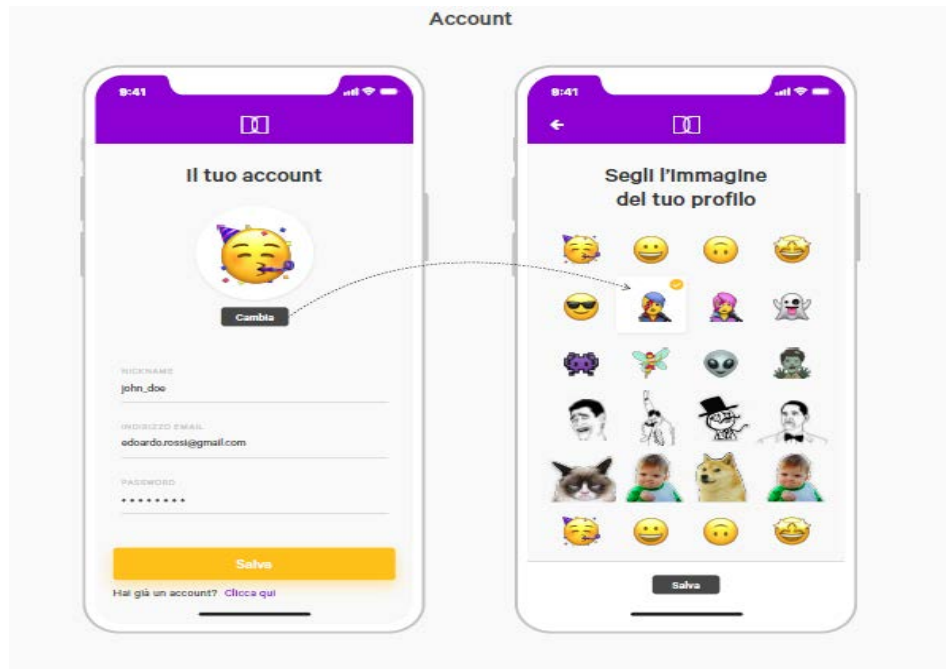 Account
9:41
Il tuo account
Cambia
NICKNAME
john_doe
INDIRIZZO EMAIL
edoardo.rossi@gmail.com
PASSWORD
Salva
Hai già un account? Clicca qui
9:41
Segli l'immagine
del tuo profilo
Salva